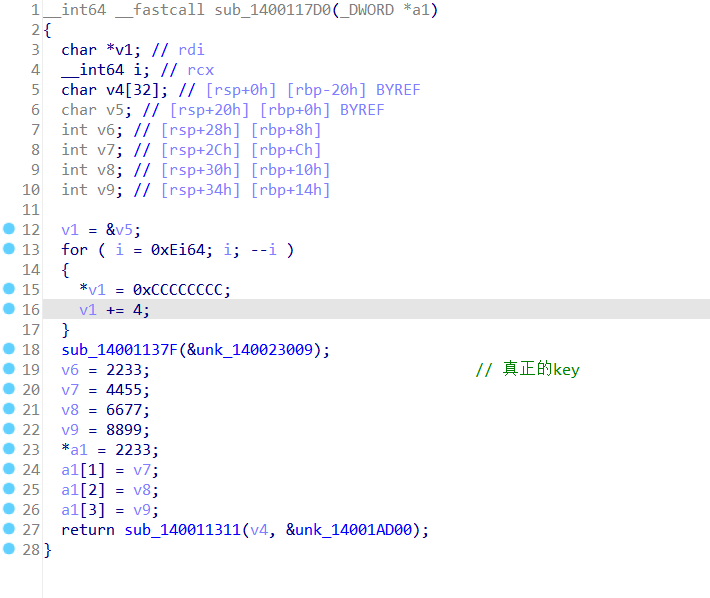 1 __int64 __fastcall sub_1400117D0(_DWORD *a1)
2 {
3   char *v1; // rdi
4   __int64 i; // rcx
5   char v4[32]; // [rsp+0h] [rbp-20h] BYREF
6   char v5; // [rsp+20h] [rbp+0h] BYREF
7   int v6; // [rsp+28h] [rbp+8h]
8   int v7; // [rsp+2Ch] [rbp+Ch]
9   int v8; // [rsp+30h] [rbp+10h]
10   int v9; // [rsp+34h] [rbp+14h]
11
12   v1 = &v5;
13   for ( i = 0xEi64; i; --i )
14   {
15     *v1 = 0xCCCCCCCC;
16     v1 += 4;
17   }
18   sub_14001137F(&unk_140023009);
19   v6 = 2233; // 真正的key
20   v7 = 4455;
21   v8 = 6677;
22   v9 = 8899;
23   *a1 = 2233;
24   a1[1] = v7;
25   a1[2] = v8;
26   a1[3] = v9;
27   return sub_140011311(v4, &unk_14001AD00);
28 }